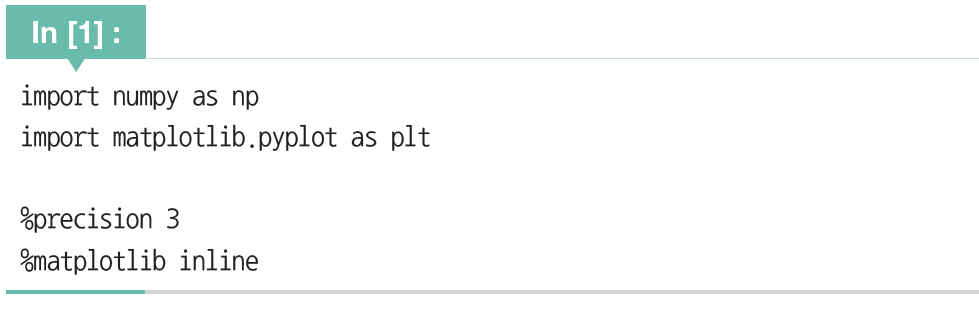 In [1] :
import numpy as np
import matplotlib.pyplot as plt
%precision 3
%matplotlib inline